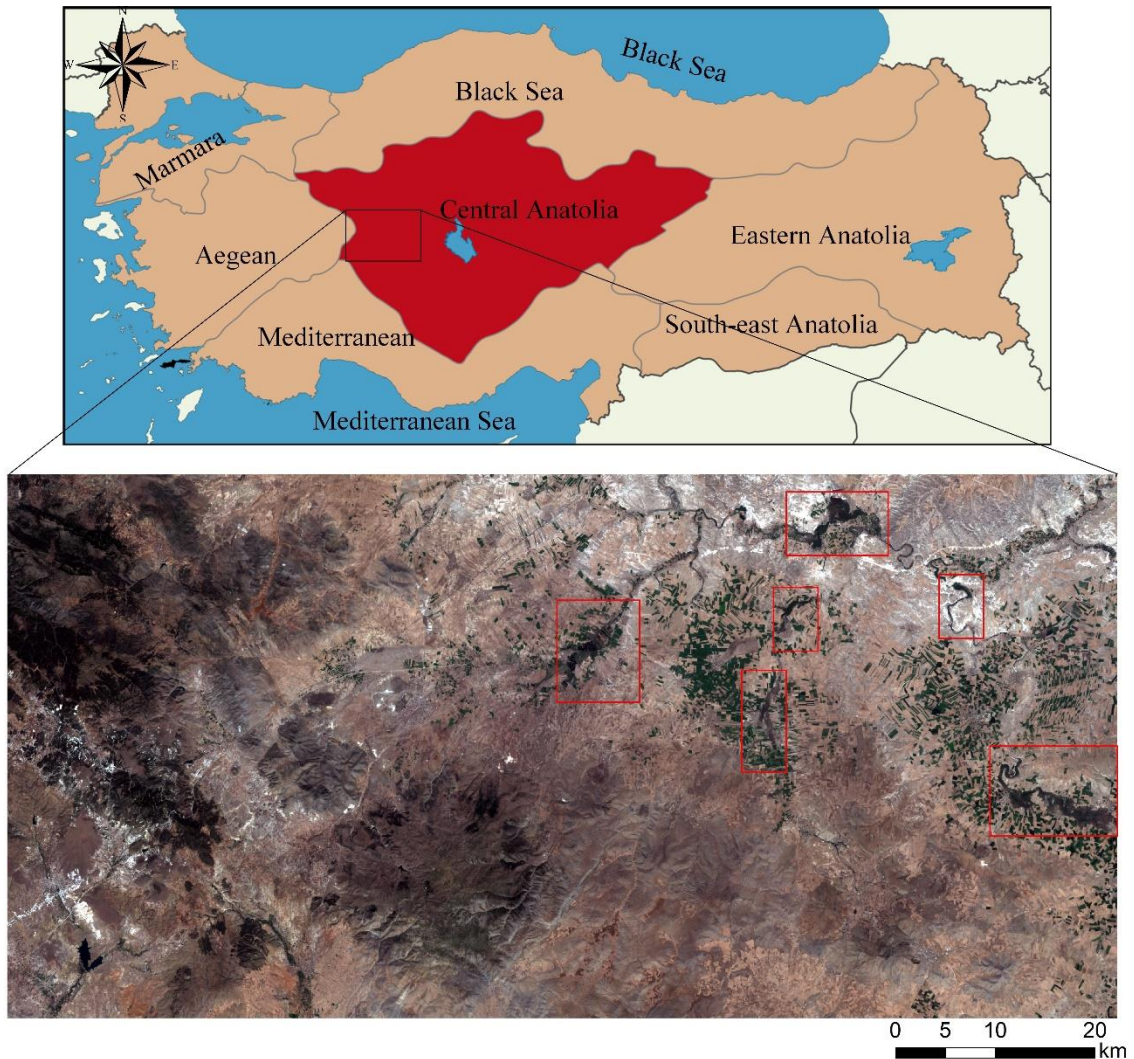 N
W
E
S
Black Sea
Black Sea
Marmara
Central Anatolia
Aegean
Eastern Anatolia
Mediterranean
South-east Anatolia
Mediterranean Sea
0 5 10 20
km